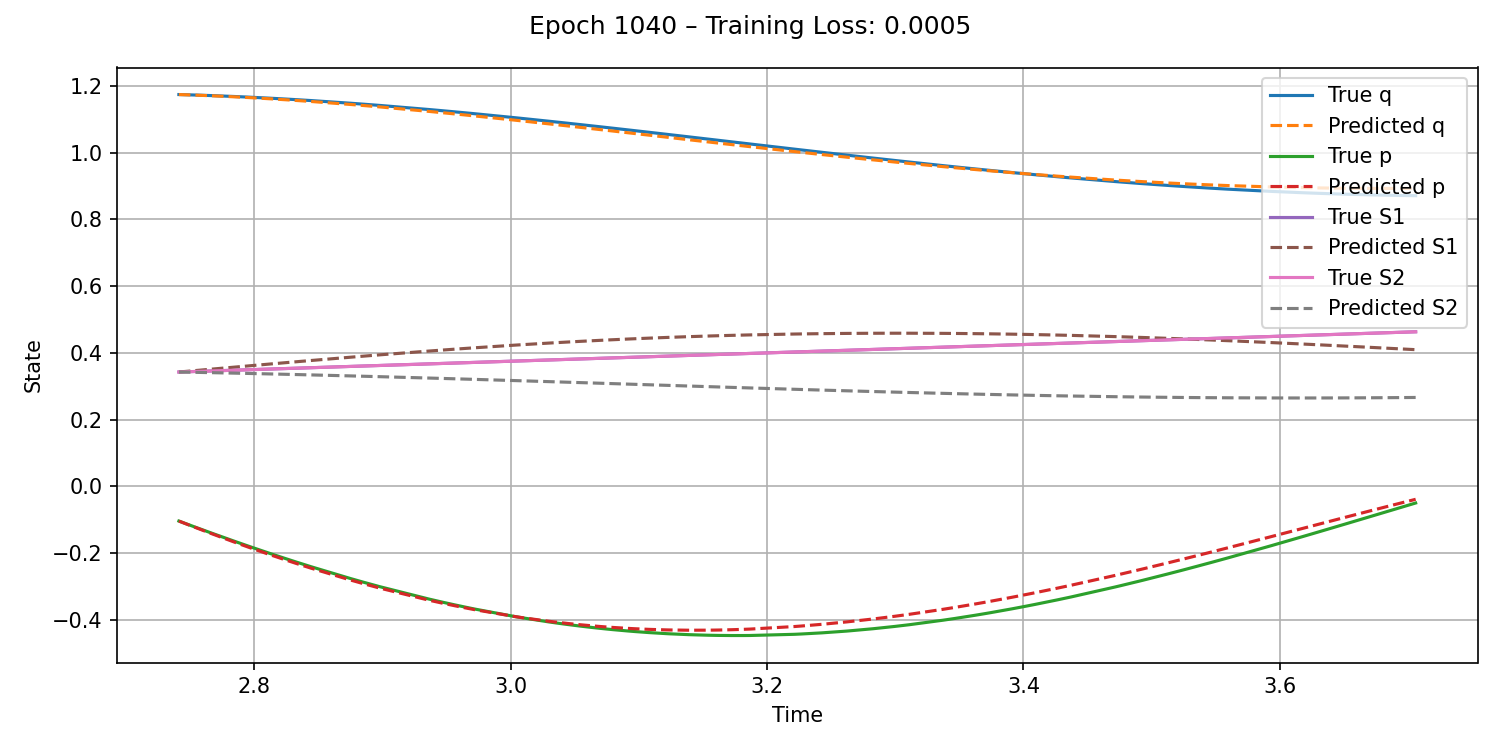 Epoch 1040 – Training Loss: 0.0005
1.2
1.0
0.8
0.6
0.4
0.2
0.0
−0.2
−0.4
State
True q
Predicted q
True p
Predicted p
True S1
Predicted S1
True S2
Predicted S2
2.8
3.0
3.2
3.4
3.6
Time